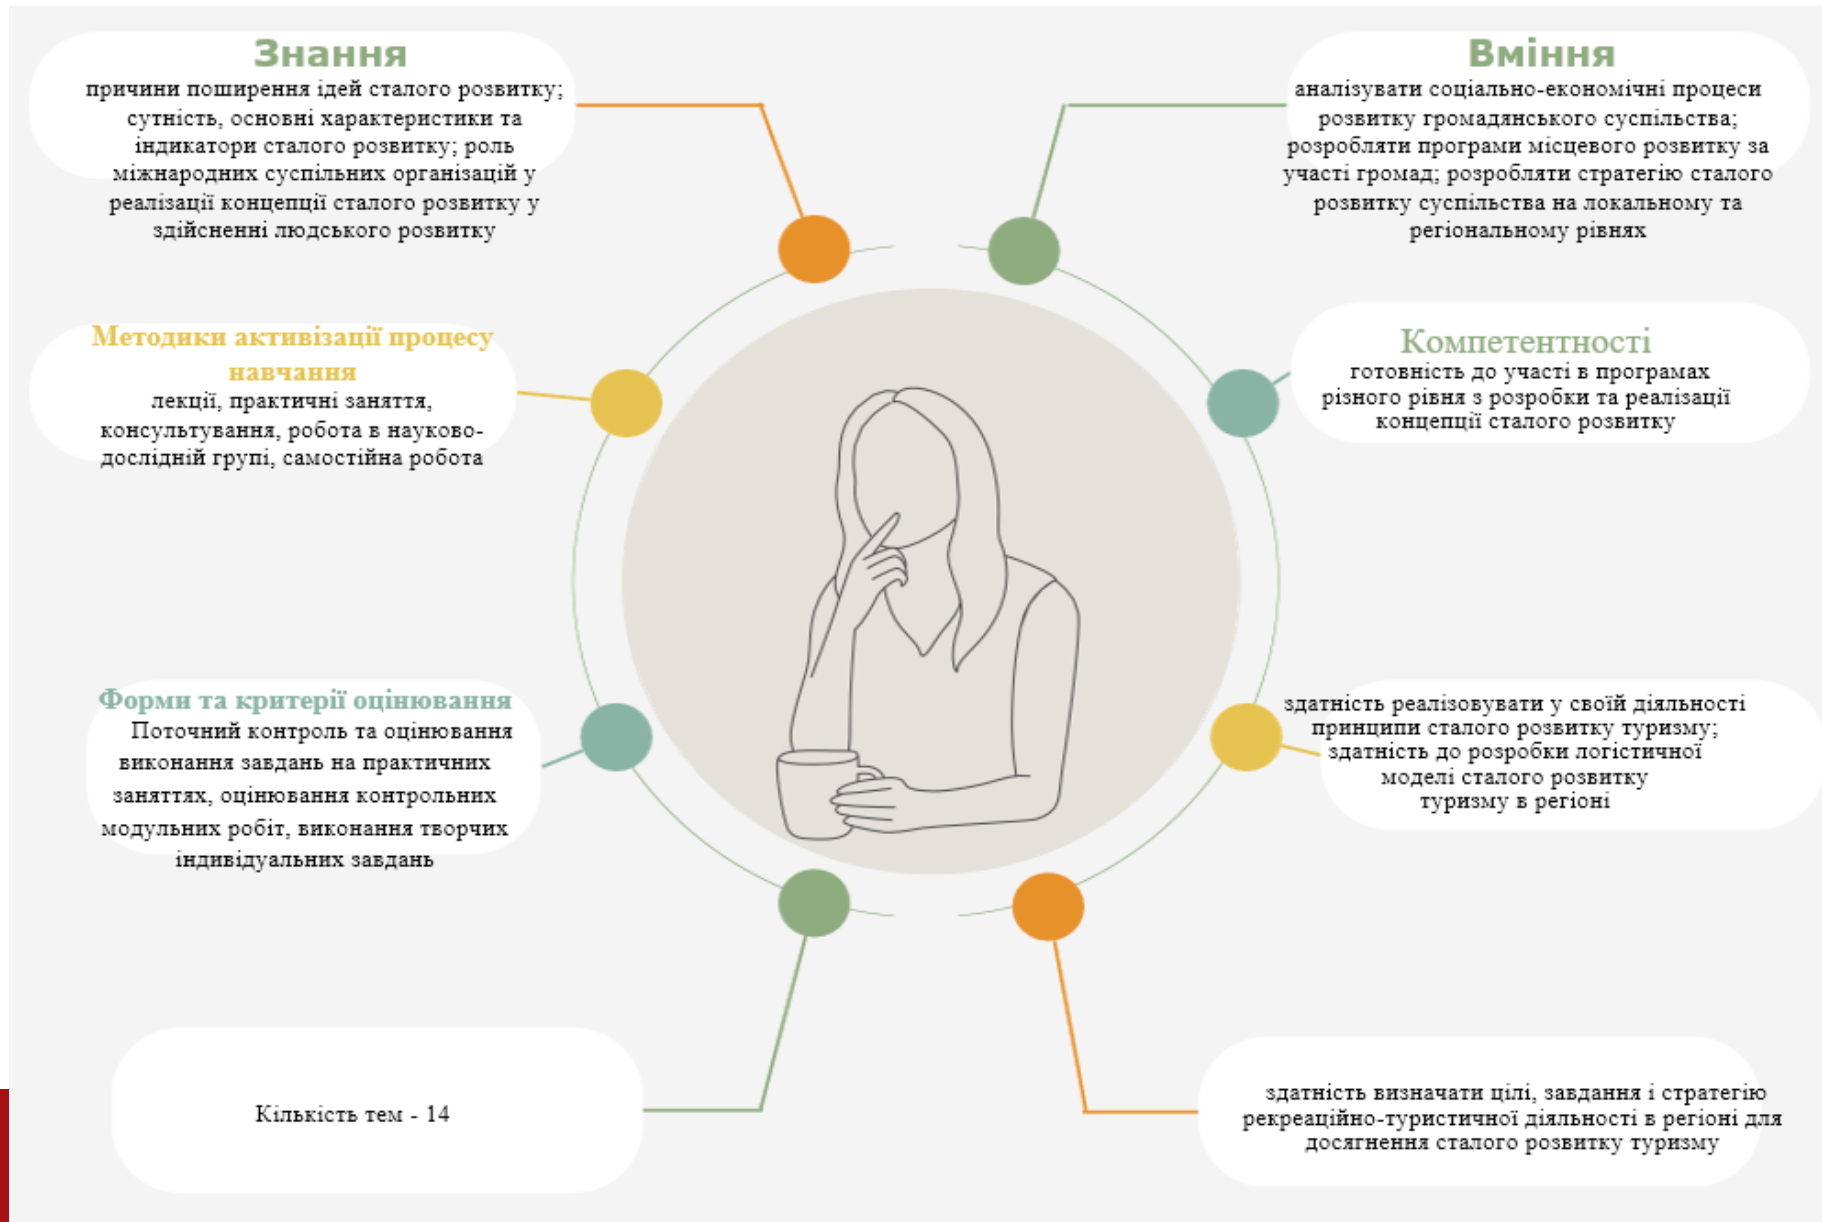 Знання
причини поширення ідей сталого розвитку;
сутність, основні характеристики та
індикатори сталого розвитку; роль
міжнародних суспільних організацій у
реалізації концепції сталого розвитку у
здійсненні людського розвитку
Методики активізації процесу
навчання
лекції, практичні заняття,
консультування, робота в науково-
дослідній групі, самостійна робота
Форми та критерії оцінювання
Поточний контроль та оцінювання
виконання завдань на практичних
заняттях, оцінювання контрольних
модульних робіт, виконання творчих
індивідуальних завдань
Кількість тем - 14
Вміння
аналізувати соціально-економічні процеси
розвитку громадянського суспільства;
розробляти програми місцевого розвитку за
участі громад; розробляти стратегію сталого
розвитку суспільства на локальному та
регіональному рівнях
Компетентності
готовність до участі в програмах
різного рівня з розробки та реалізації
концепції сталого розвитку
здатність реалізовувати у своїй діяльності
принципи сталого розвитку туризму;
здатність до розробки логістичної
моделі сталого розвитку
туризму в регіоні
здатність визначати цілі, завдання і стратегію
рекреаційно-туристичної діяльності в регіоні для
досягнення сталого розвитку туризму